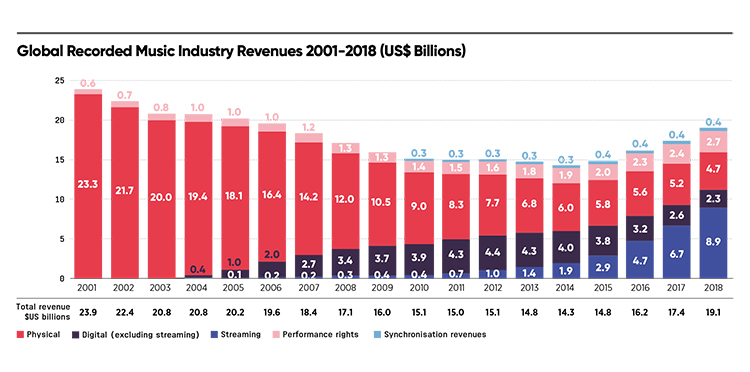 Global Recorded Music Industry Revenues 2001-2018 (US$ Billions)
25
20
15
10
5
0
0.6 0.7 0.8 1.0 1.0 1.0 1.2 1.3 1.3 0.3 0.3 0.3 0.3 0.3 0.4 0.4 0.4 0.4
1.4 1.5 1.6 1.8 1.9 2.0 2.3 2.4 2.7
23.3 21.7 20.0 19.4 18.1 16.4 14.2 12.0 10.5 9.0 8.3 7.7 6.8 6.0 5.8 5.6 5.2 4.7
0.4 1.0 2.0 2.7 3.4 3.7 3.9 4.3 4.4 4.3 4.0 3.8 3.2 2.6 2.3
0.1 0.2 0.2 0.3 0.4 0.4 0.7 1.0 1.4 1.9 2.9 4.7 6.7 8.9
2001 2002 2003 2004 2005 2006 2007 2008 2009 2010 2011 2012 2013 2014 2015 2016 2017 2018
Total revenue
$US billions
23.9 22.4 20.8 20.8 20.2 19.6 18.4 17.1 16.0 15.1 15.0 15.1 14.8 14.3 14.8 16.2 17.4 19.1
Physical Digital (excluding streaming) Streaming Performance rights Synchronisation revenues